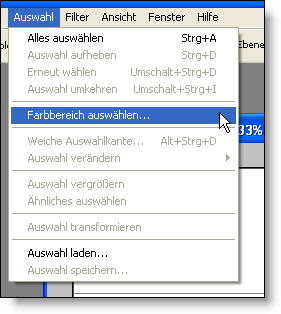 Auswahl Filter Ansicht Fenster Hilfe
Alles auswählen Strg+A
Auswahl aufheben Strg+D
Erneut wählen Umschalt+Strg+D
Auswahl umkehren Umschalt+Strg+I
Farbbereich auswählen...
Weiche Auswahlkante... Alt+Strg+D
Auswahl verändern
Auswahl vergrößern
Ähnliches auswählen
Auswahl transformieren
Auswahl laden...
Auswahl speichern...
Ebene
33%